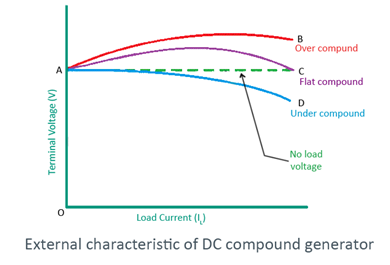 B
Over compund
A
C
Flat compound
D
Under compound
Terminal Voltage (V)
No load
voltage
O
Load Current (IL)
External characteristic of DC compound generator